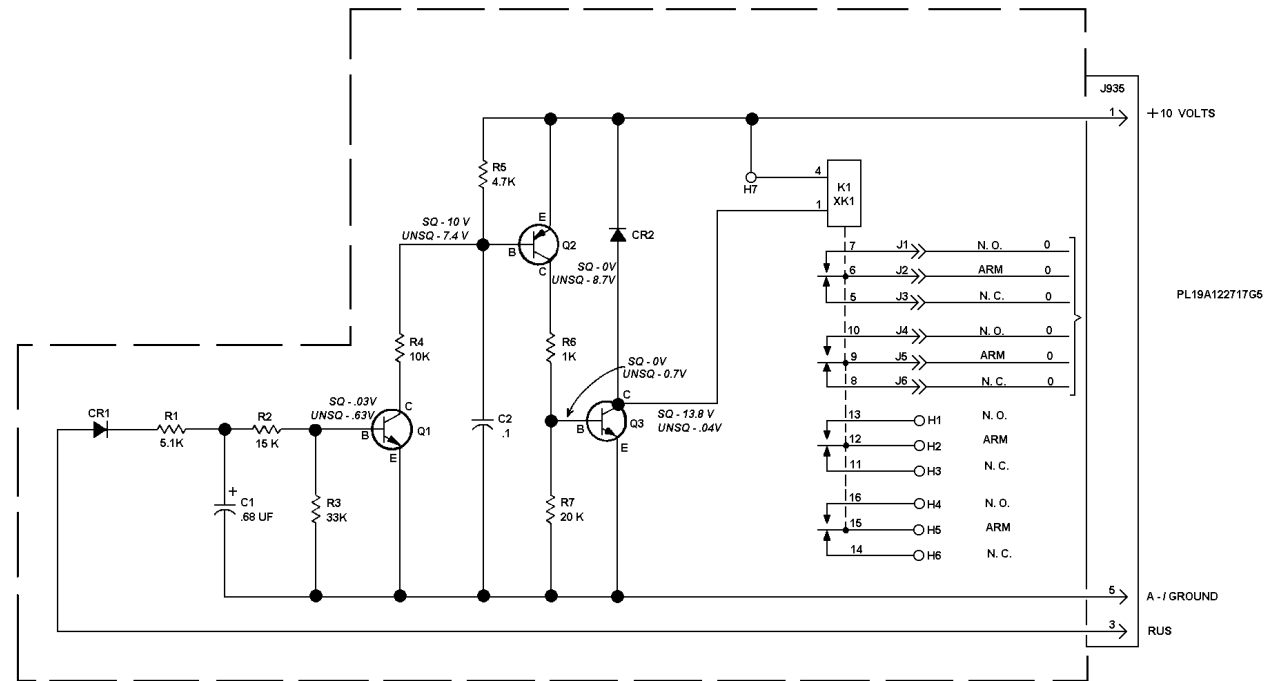 J935
1
+10 VOLTS
R5
4.7K
4
H7
K1
XK1
1
E
SQ - 10 V
UNSQ - 7.4 V
B
Q2
C
CR2
SQ - 0V
UNSQ - 8.7V
7 J1 N. O. 0
6 J2 ARM 0
5 J3 N. C. 0
PL19A122717G5
10 J4 N. O. 0
9 J5 ARM 0
8 J6 N. C. 0
R4
10K
R6
1K
SQ - 0V
UNSQ - 0.7V
C
SQ - 13.8 V
UNSQ - .04V
B
Q3
E
SQ - .03V
UNSQ - .63V
C
B
Q1
E
CR1
R1
5.1K
R2
15 K
C2
.1
13 H1 N. O.
12 H2 ARM
11 H3 N. C.
16 H4 N. O.
15 H5 ARM
14 H6 N. C.
+
C1
.68 UF
R3
33K
R7
20 K
5
A - / GROUND
3
RUS